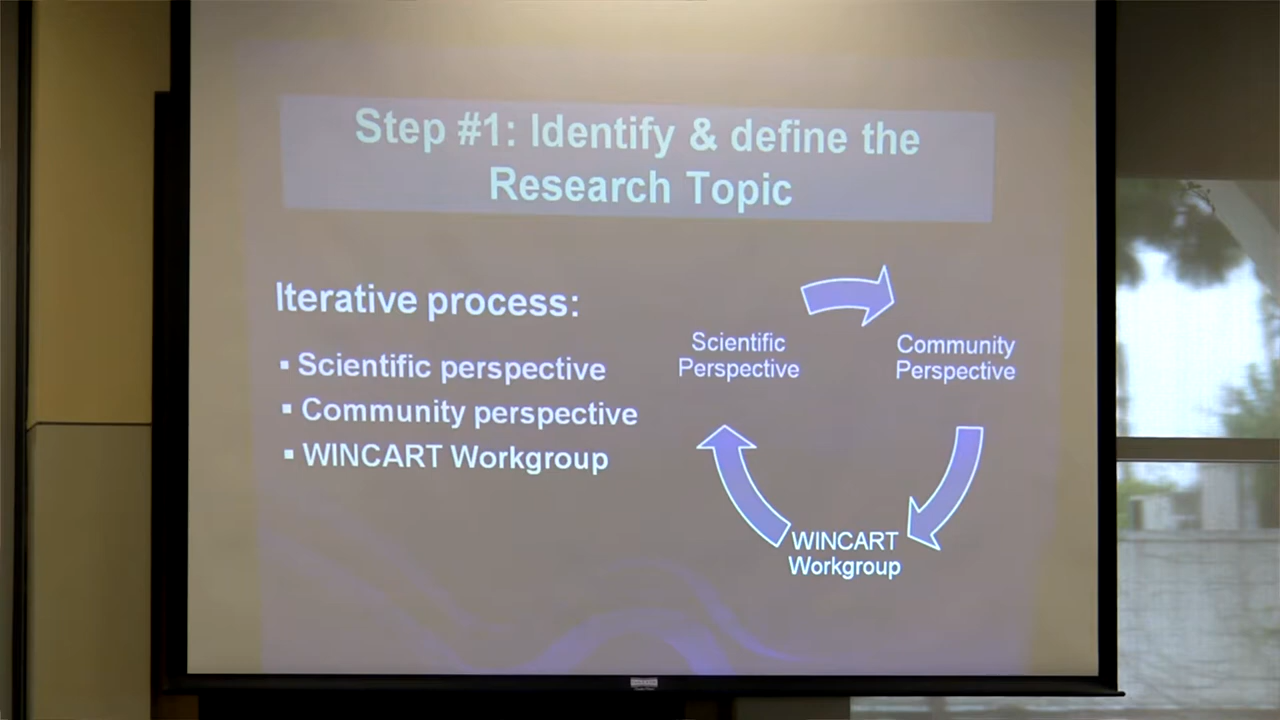 Step #1: Identify & define the
Research Topic
Iterative process:
▪ Scientific perspective
▪ Community perspective
▪ WINCART Workgroup
Scientific
Perspective
Community
Perspective
WINCART
Workgroup